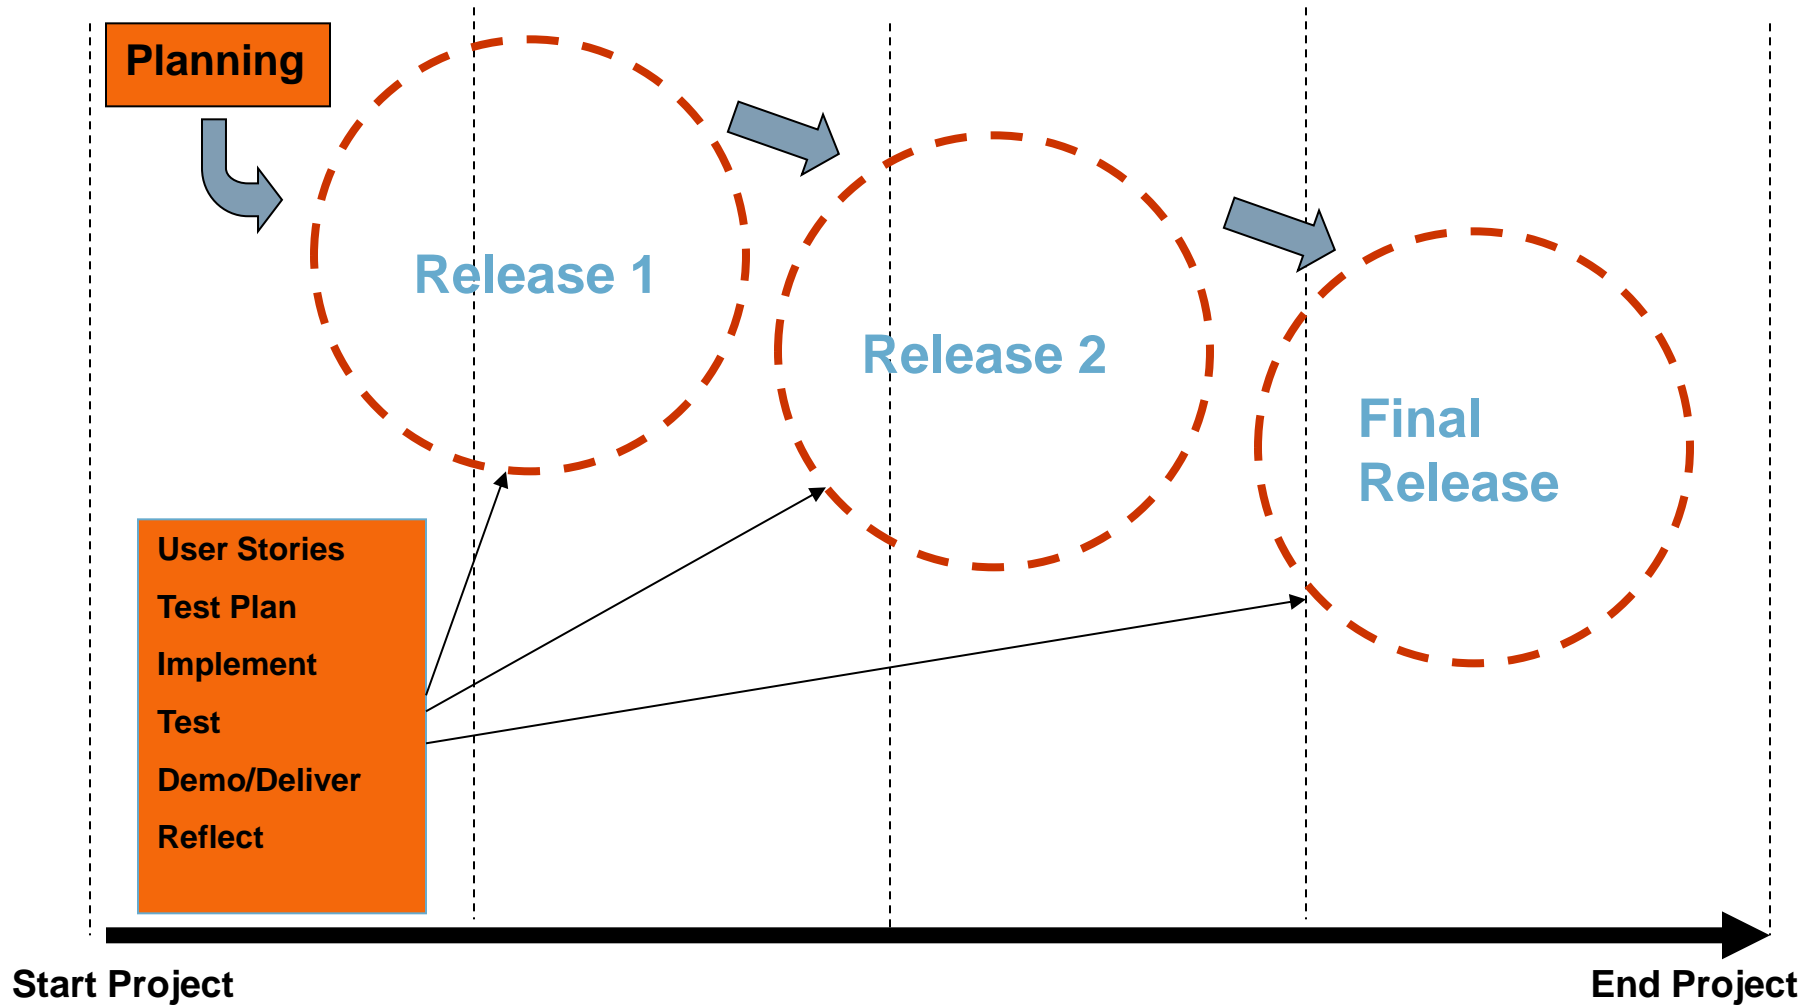 Planning
Release 1
Release 2
Final
Release
User Stories
Test Plan
Implement
Test
Demo/Deliver
Reflect
Start Project
End Project